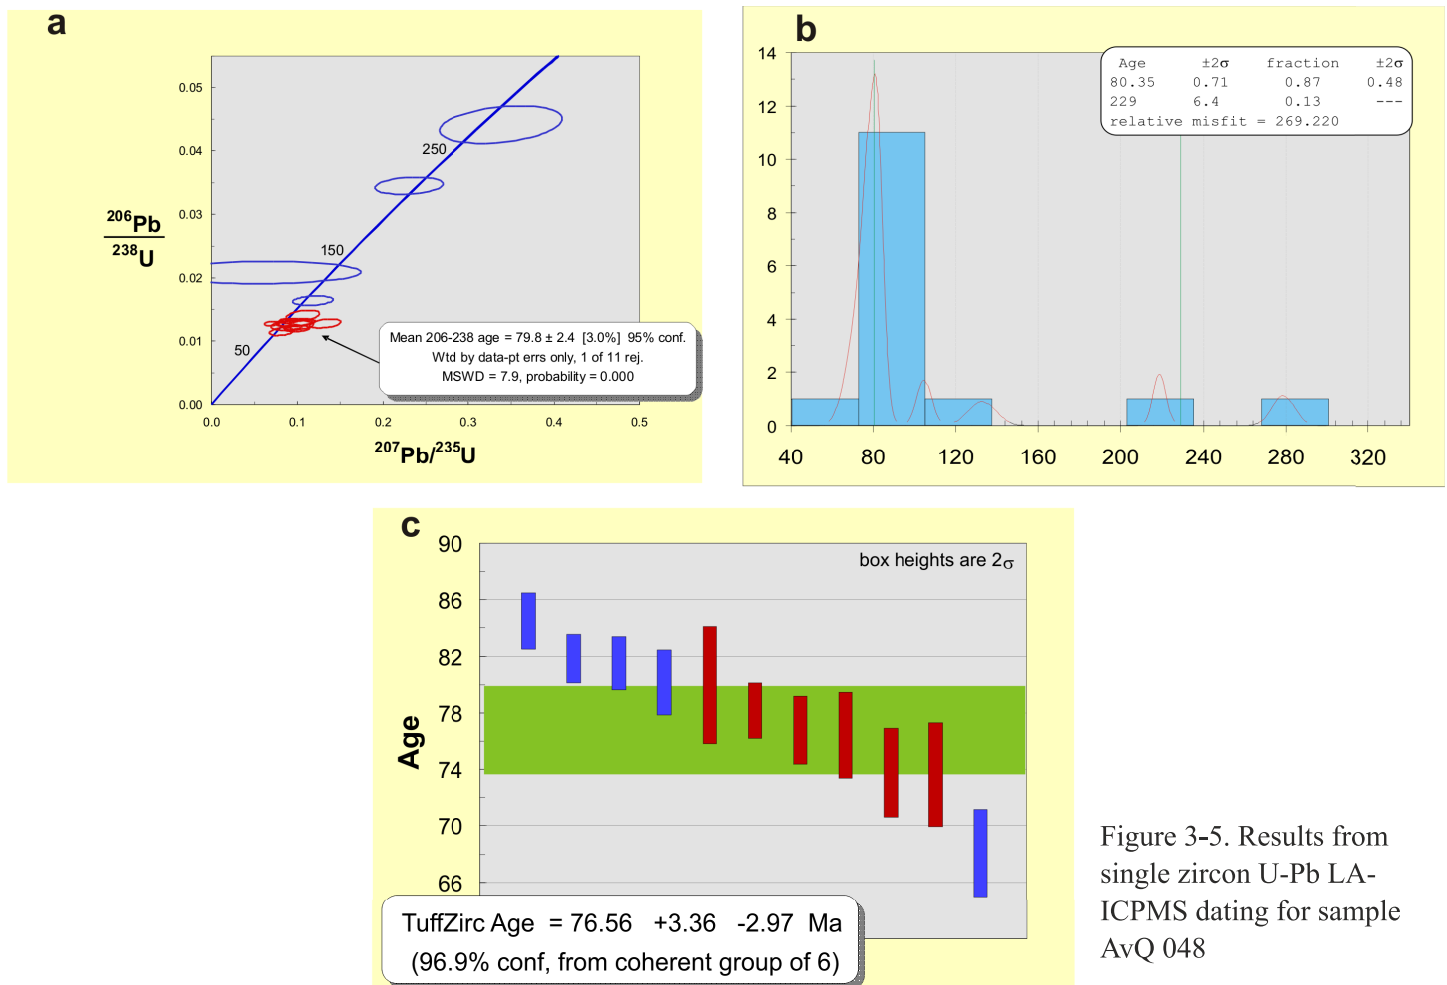 a
0.05
0.04
0.03
0.02
0.01
0.00
0.0 0.1 0.2 0.3 0.4 0.5
250
150
50
206Pb
238U
207Pb/235U
Mean 206-238 age = 79.8 ± 2.4 [3.0%] 95% conf.
Wtd by data-pt errs only, 1 of 11 rej.
MSWD = 7.9, probability = 0.000
b
14
12
10
8
6
4
2
0
40 80 120 160 200 240 280 320
Age ±2σ fraction ±2σ
80.35 0.71 0.87 0.48
229 6.4 0.13 ---
relative misfit = 269.220
c
90
86
82
78
74
70
66
Age
box heights are 2σ
TuffZirc Age = 76.56 +3.36 -2.97 Ma
(96.9% conf, from coherent group of 6)
Figure 3-5. Results from
single zircon U-Pb LA-
ICPMS dating for sample
AvQ 048